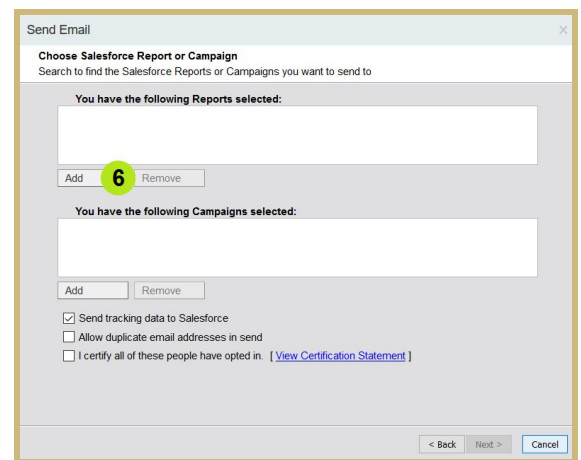 Send Email
Choose Salesforce Report or Campaign
Search to find the Salesforce Reports or Campaigns you want to send to
You have the following Reports selected:
Add 6 Remove
You have the following Campaigns selected:
Add Remove
Send tracking data to Salesforce
Allow duplicate email addresses in send
I certify all of these people have opted in. [ View Certification Statement ]
< Back Next > Cancel